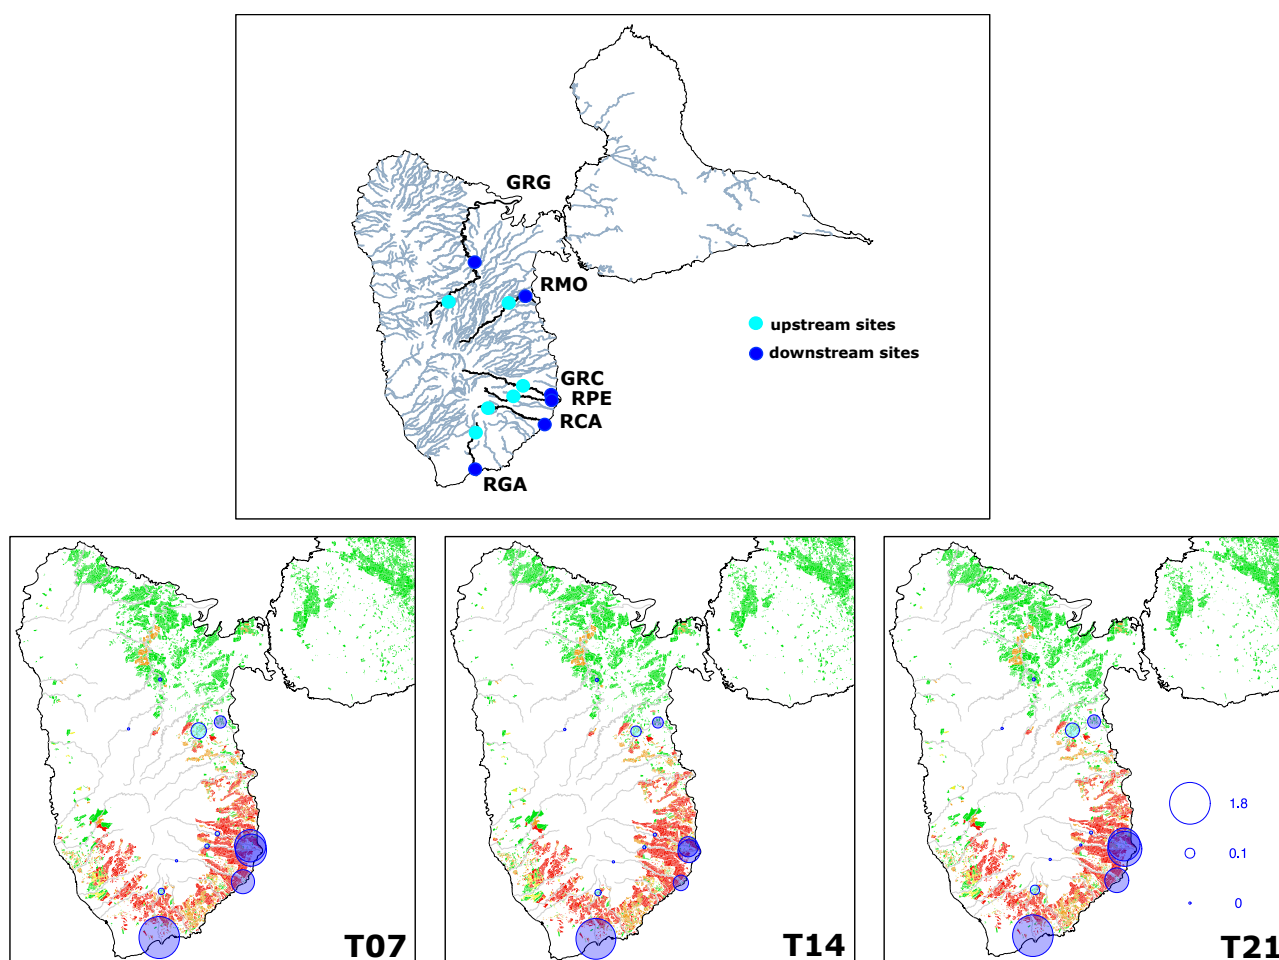 GRG
RMO
upstream sites
downstream sites
GRC
RPE
RCA
RGA
1.8
0.1
0
T07
T14
T21